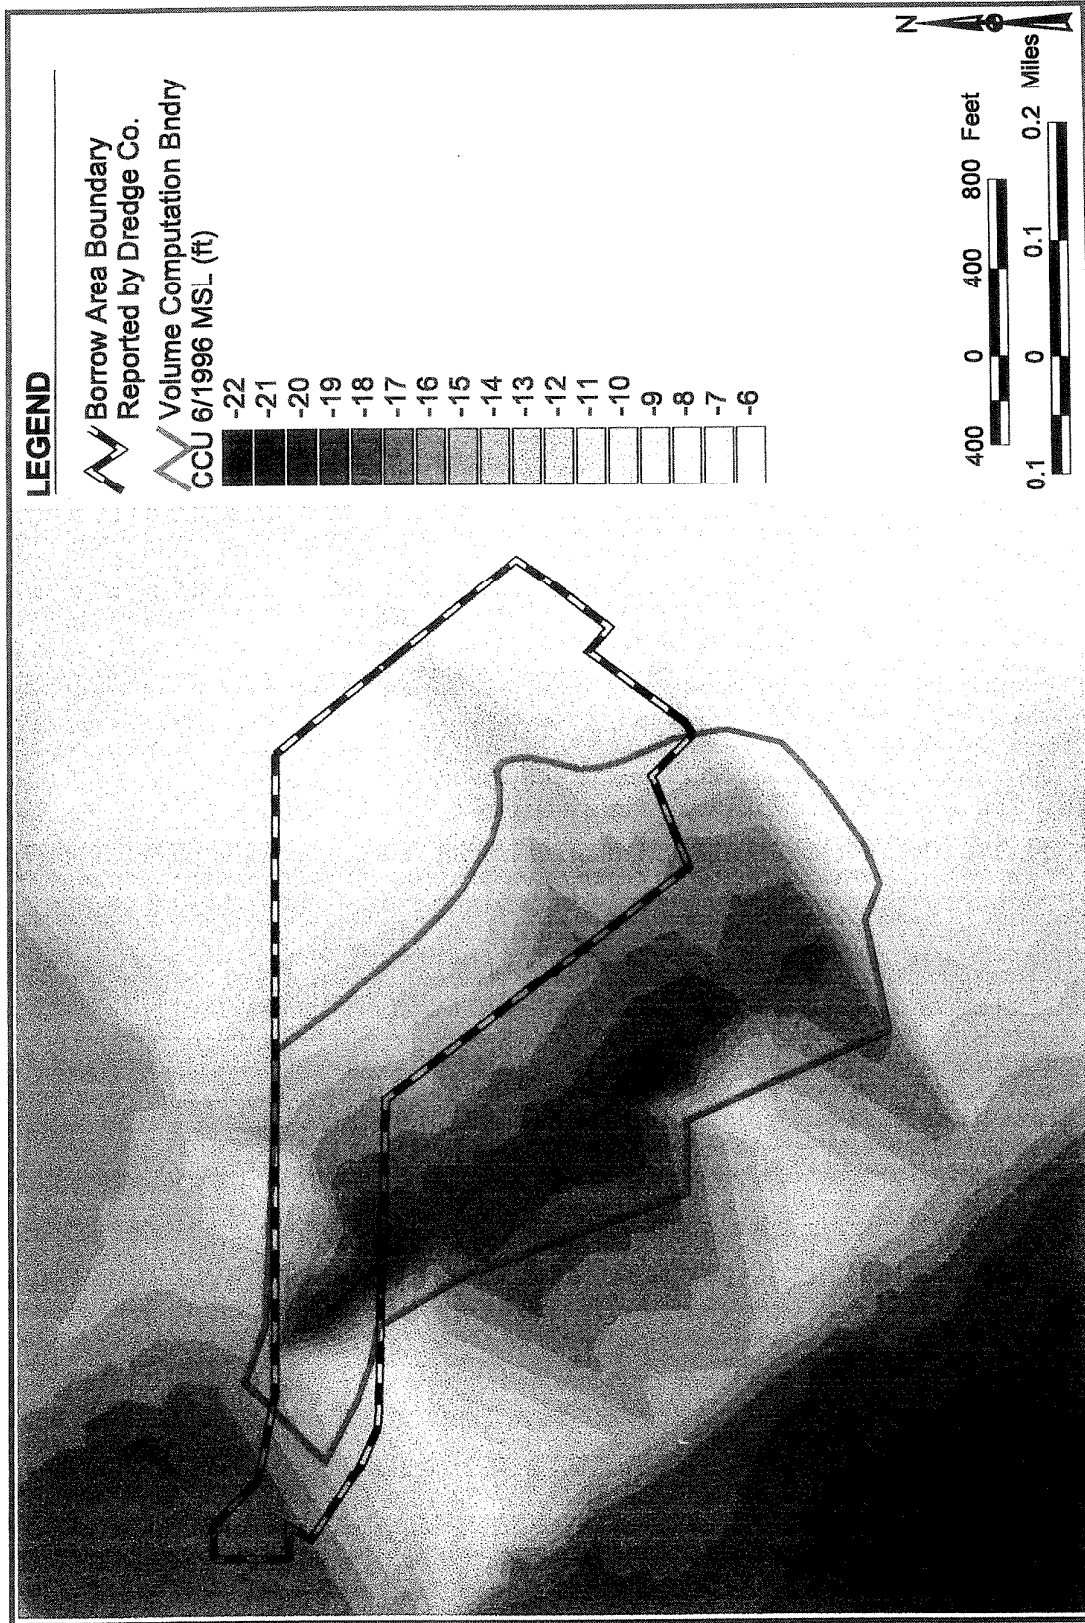 LEGEND
Borrow Area Boundary
Reported by Dredge Co.
Volume Computation Bndry
CCU 6/1996 MSL (ft)
-22
-21
-20
-19
-18
-17
-16
-15
-14
-13
-12
-11
-10
-9
-8
-7
-6
400 0 400 800 Feet
0.1 0 0.1 0.2 Miles
N